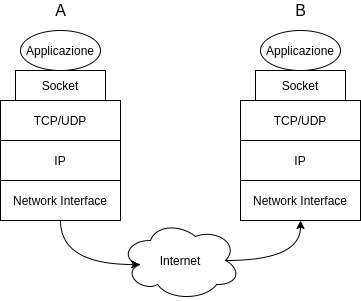 A B
Applicazione Applicazione
Socket Socket
TCP/UDP TCP/UDP
IP IP
Network Interface Network Interface
Internet